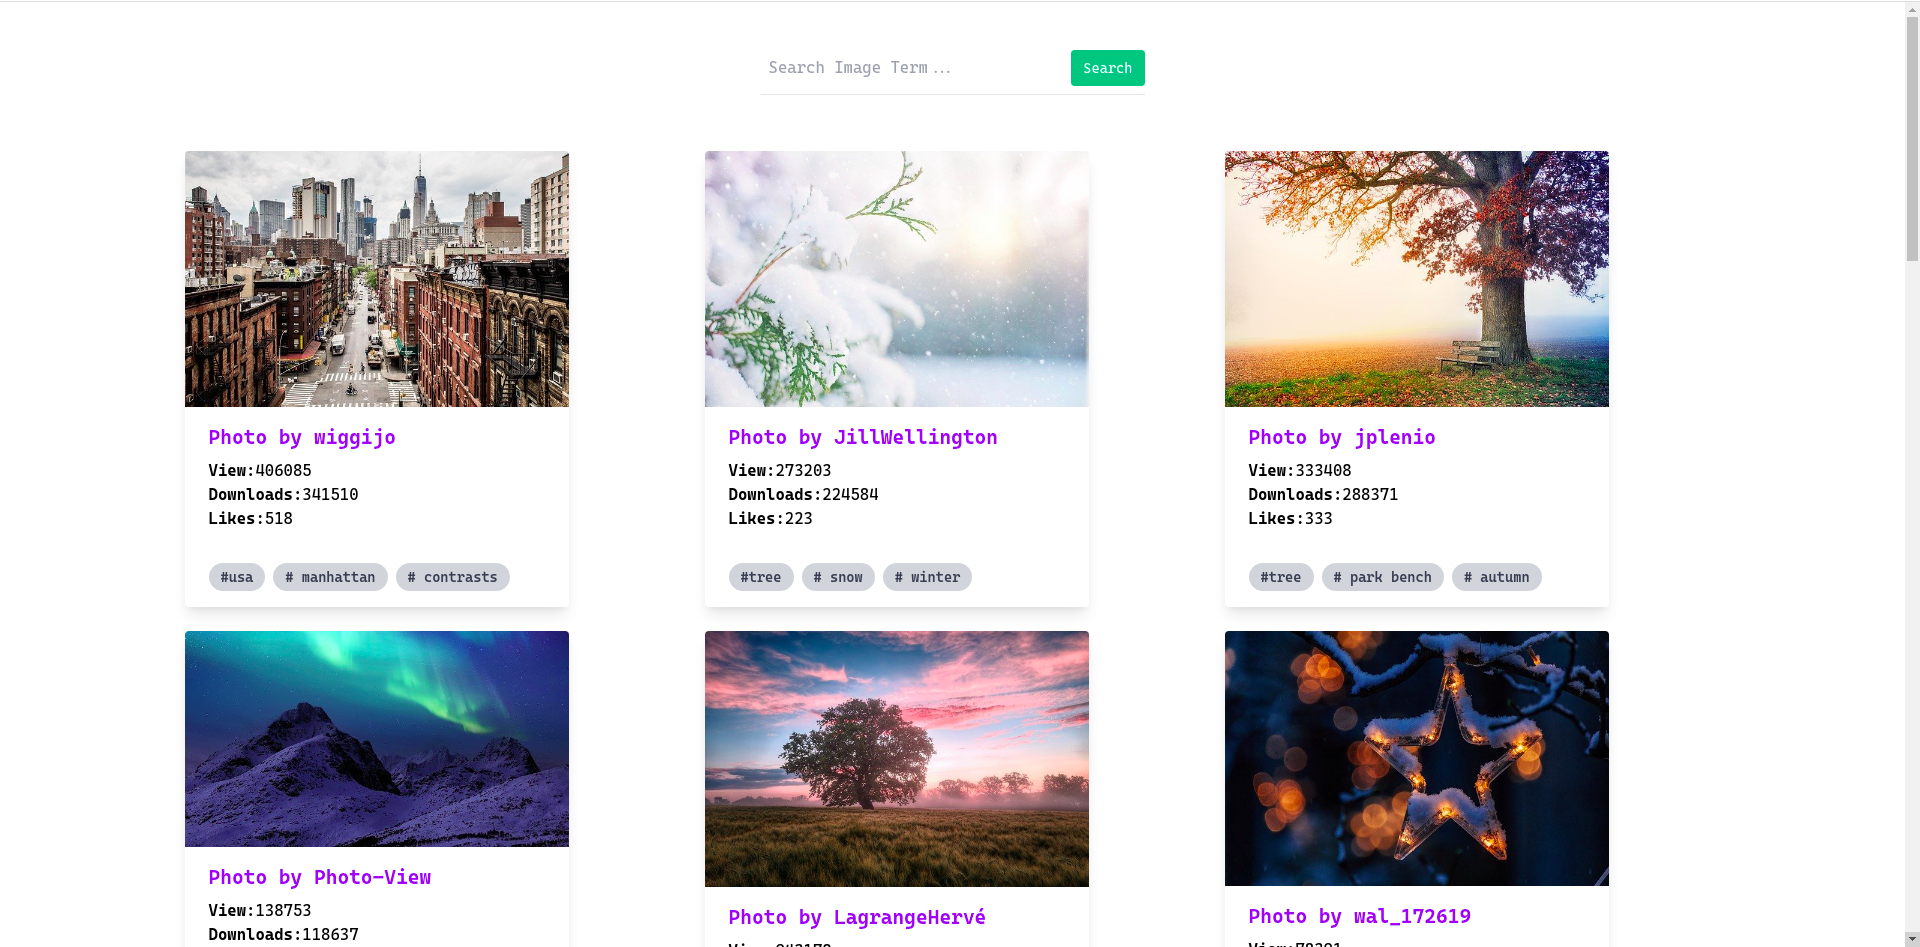 Search Image Term...
Search
Photo by wiggijo
View:406085
Downloads:341510
Likes:518
#usa
# manhattan
# contrasts
Photo by JillWellington
View:273203
Downloads:224584
Likes:223
#tree
# snow
# winter
Photo by jplenio
View:333408
Downloads:288371
Likes:333
#tree
# park bench
# autumn
Photo by Photo-View
View:138753
Downloads:118637
Photo by LagrangeHervé
Photo by wal_172619